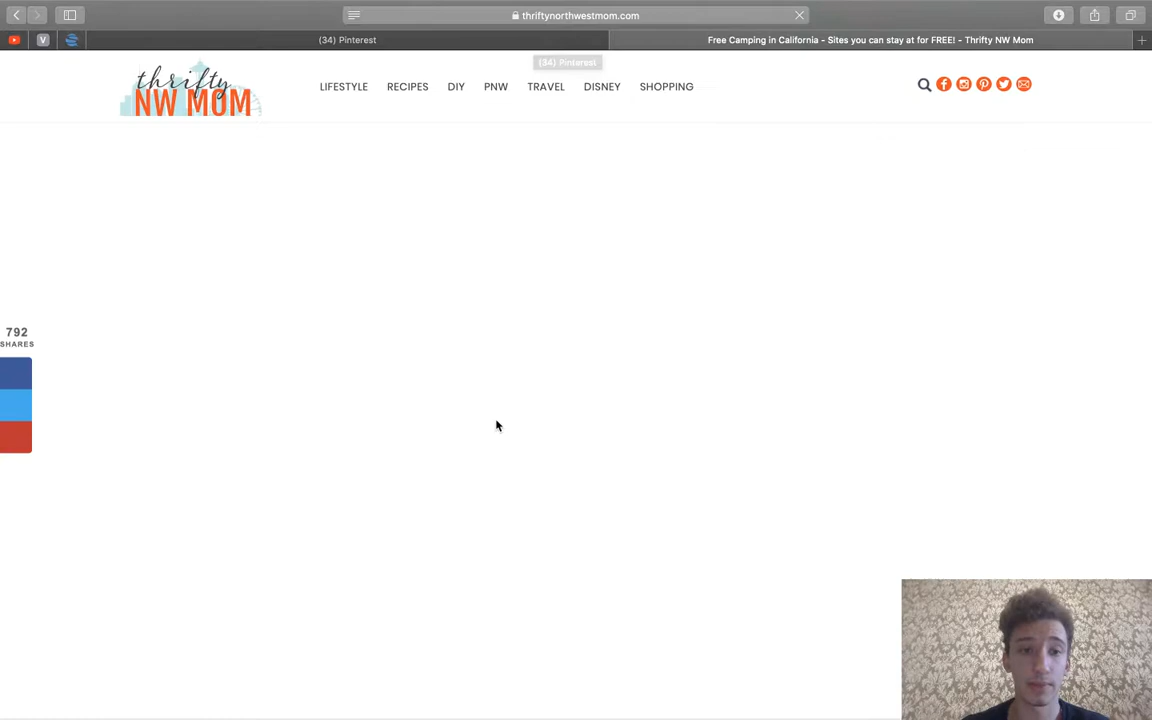 thriftynorthwestmom.com
V
(34) Pinterest
Free Camping in California - Sites you can stay at for FREE! - Thrifty NW Mom
(34) Pinterest
thrifty
NW MOM
LIFESTYLE RECIPES DIY PNW TRAVEL DISNEY SHOPPING
792
SHARES